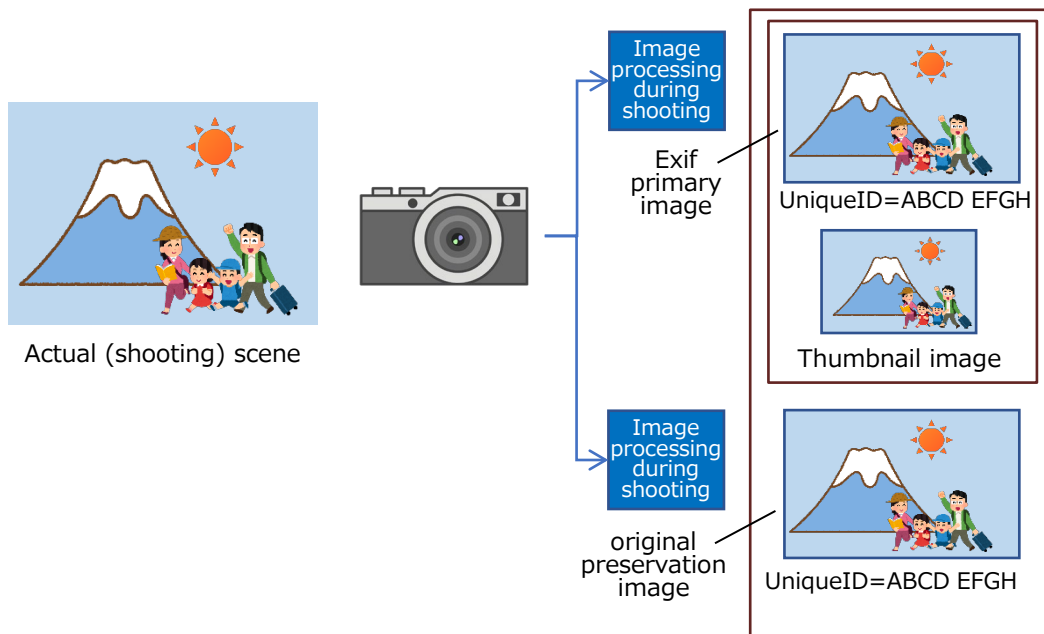 Actual (shooting) scene
Image
processing
during
shooting
Exif
primary
image
UniqueID=ABCD EFGH
Thumbnail image
Image
processing
during
shooting
original
preservation
image
UniqueID=ABCD EFGH